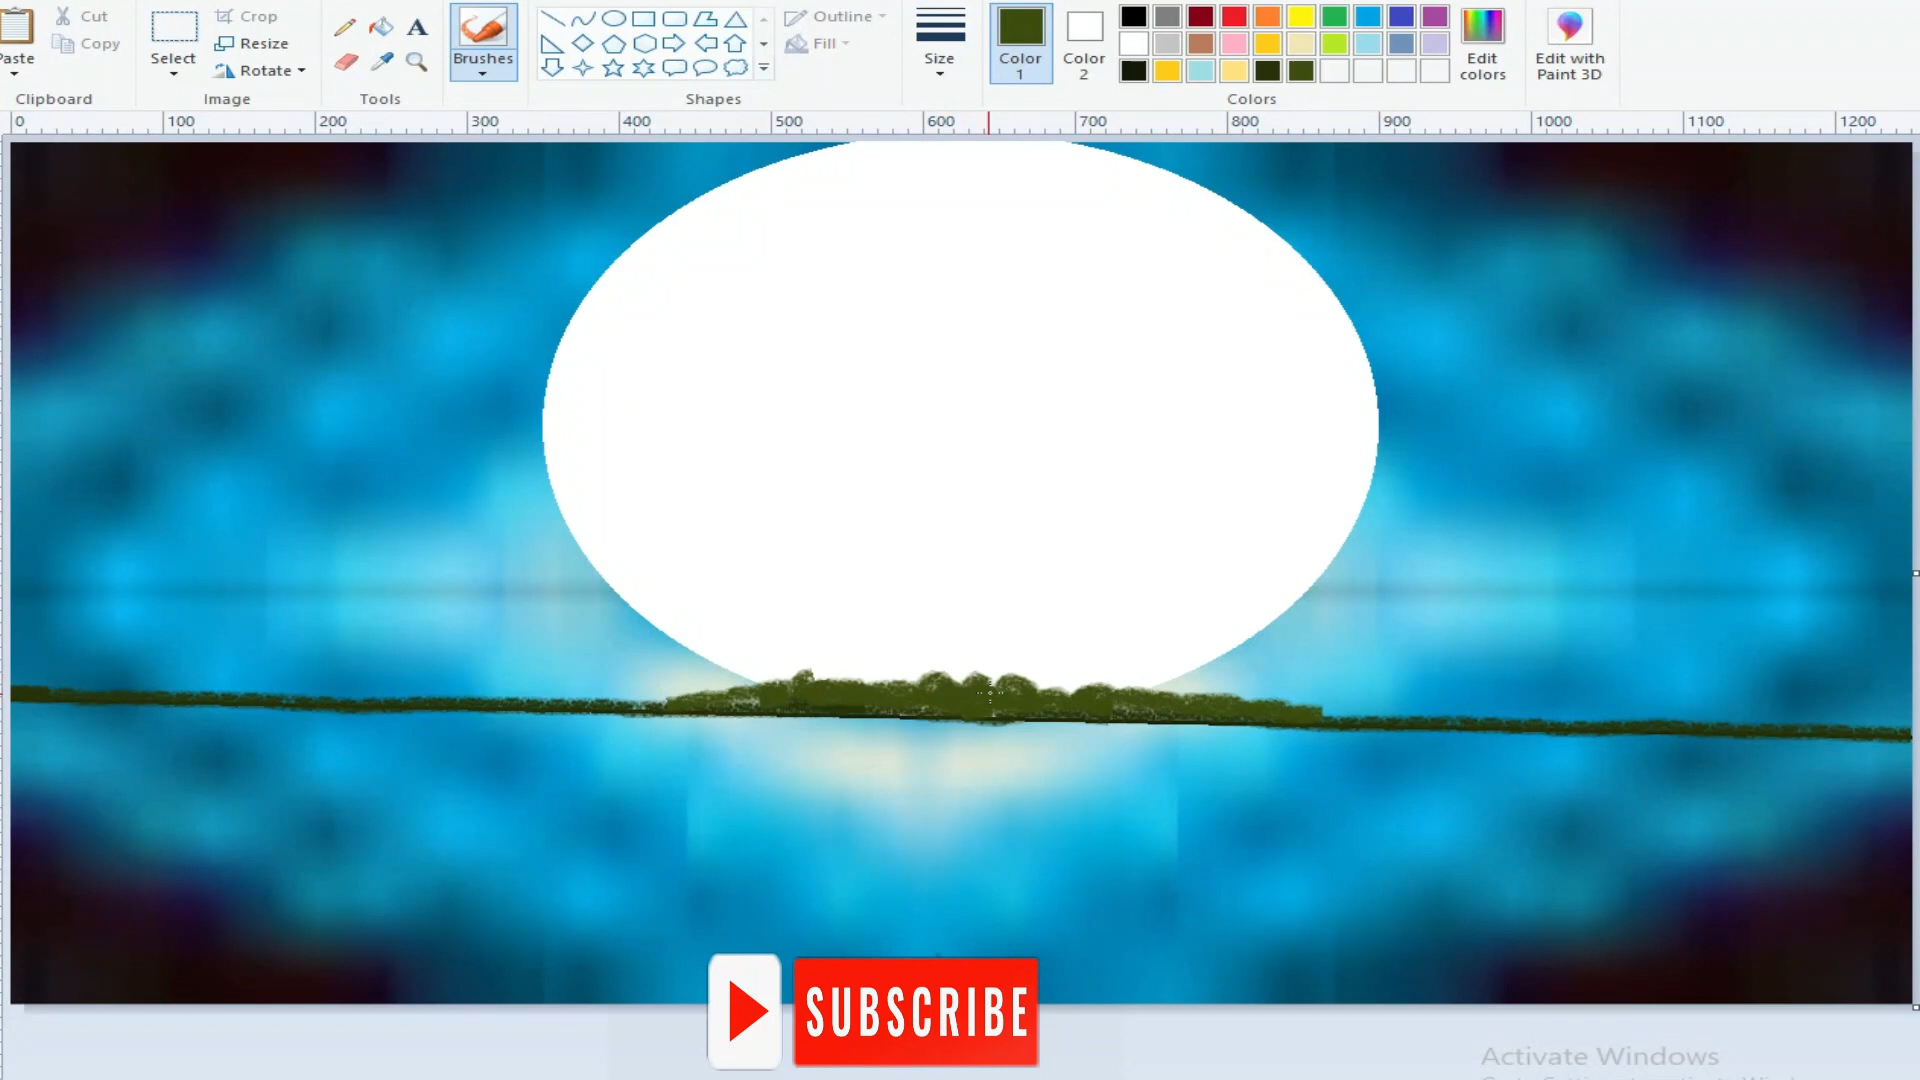 Paste
Cut
Copy
Clipboard
Select
Crop
Resize
Rotate
Image
A
Tools
Brushes
Shapes
Outline
Fill
Size
Color 1
Color 2
Colors
Edit colors
Edit with Paint 3D
0 100 200 300 400 500 600 700 800 900 1000 1100 1200
SUBSCRIBE
Activate Windows